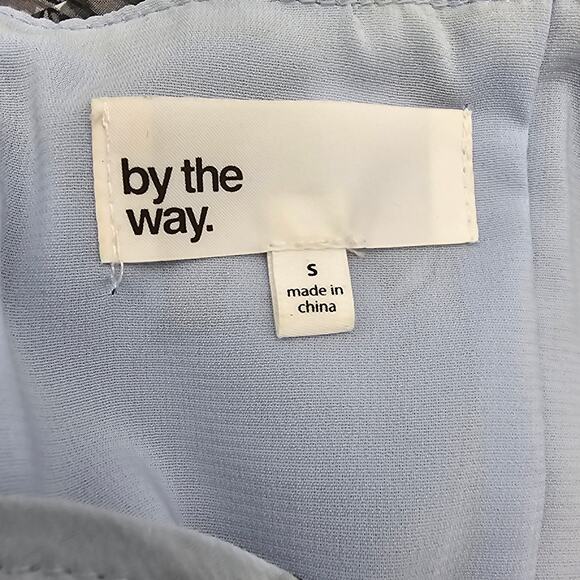 by the
way.
S
made in
china